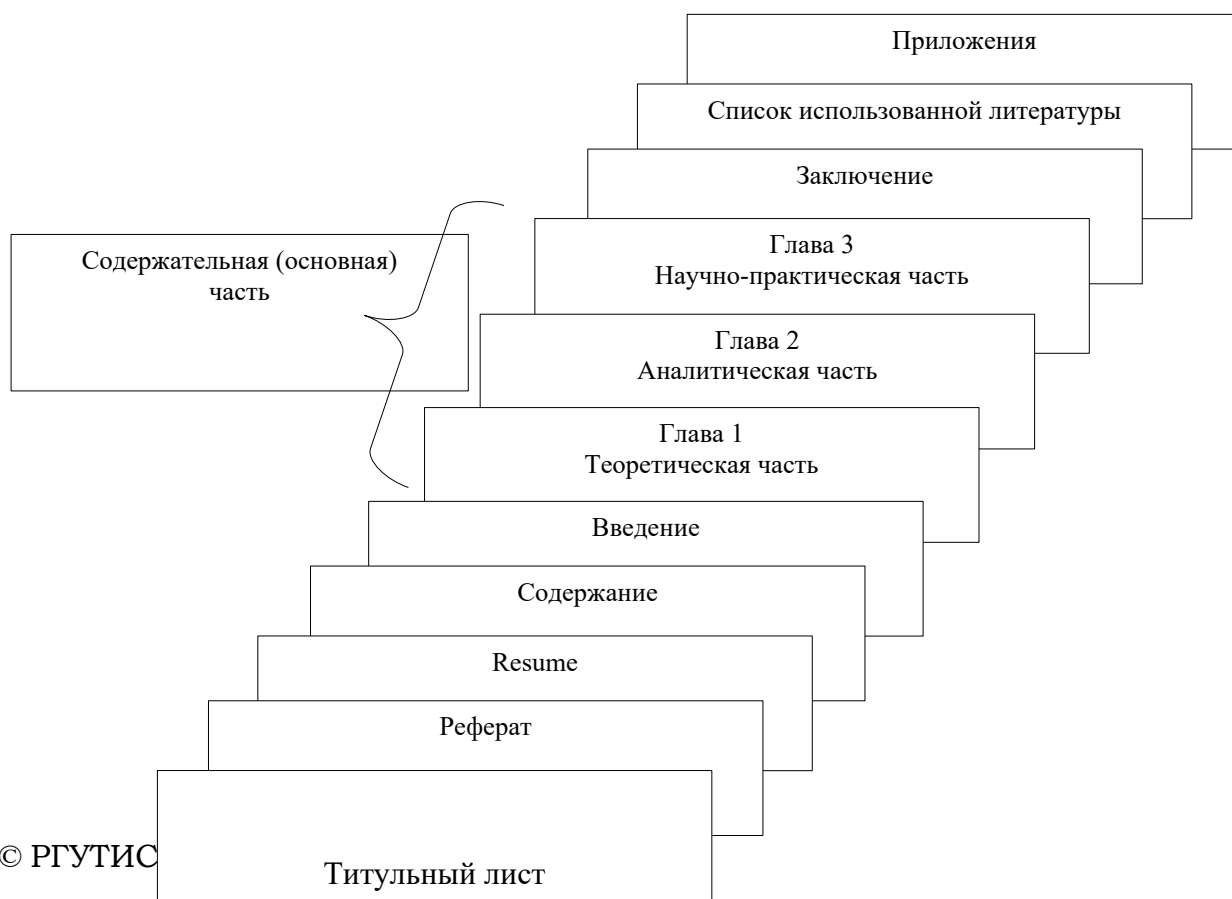 Приложения
Список использованной литературы
Заключение
Глава 3
Научно-практическая часть
Содержательная (основная)
часть
Глава 2
Аналитическая часть
Глава 1
Теоретическая часть
Введение
Содержание
Resume
Реферат
© РГУТИС
Титульный лист